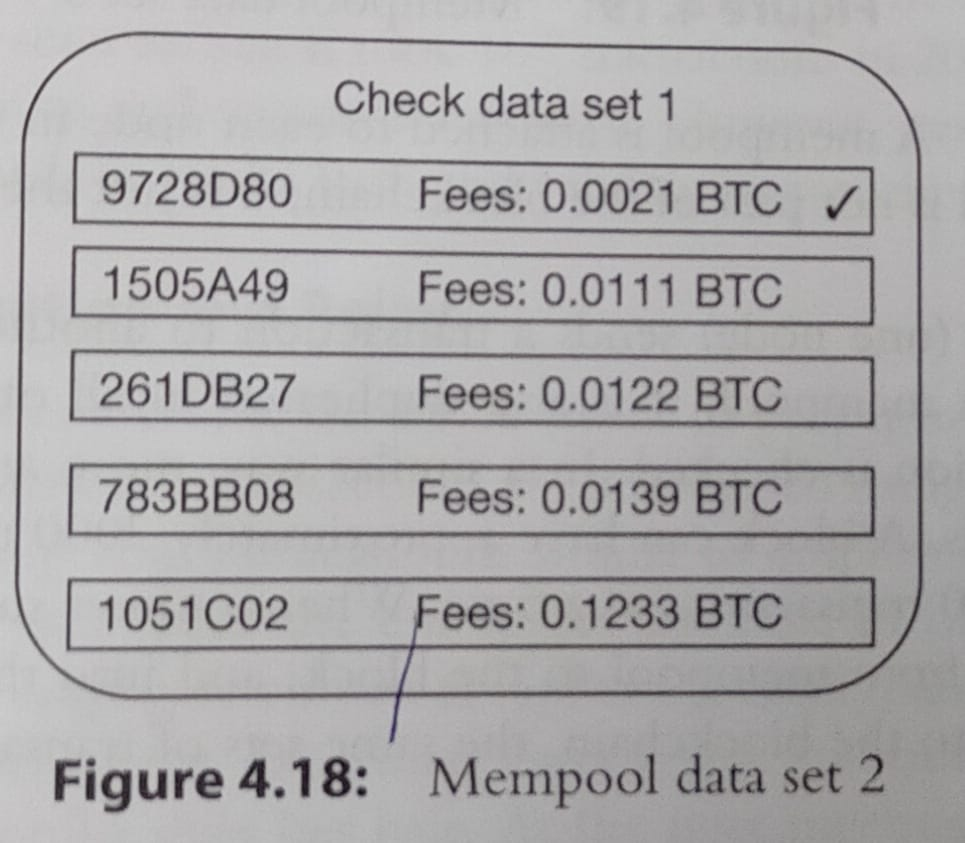 Check data set 1
9728D80 Fees: 0.0021 BTC ✓
1505A49 Fees: 0.0111 BTC
261DB27 Fees: 0.0122 BTC
783BB08 Fees: 0.0139 BTC
1051C02 Fees: 0.1233 BTC
Figure 4.18: Mempool data set 2